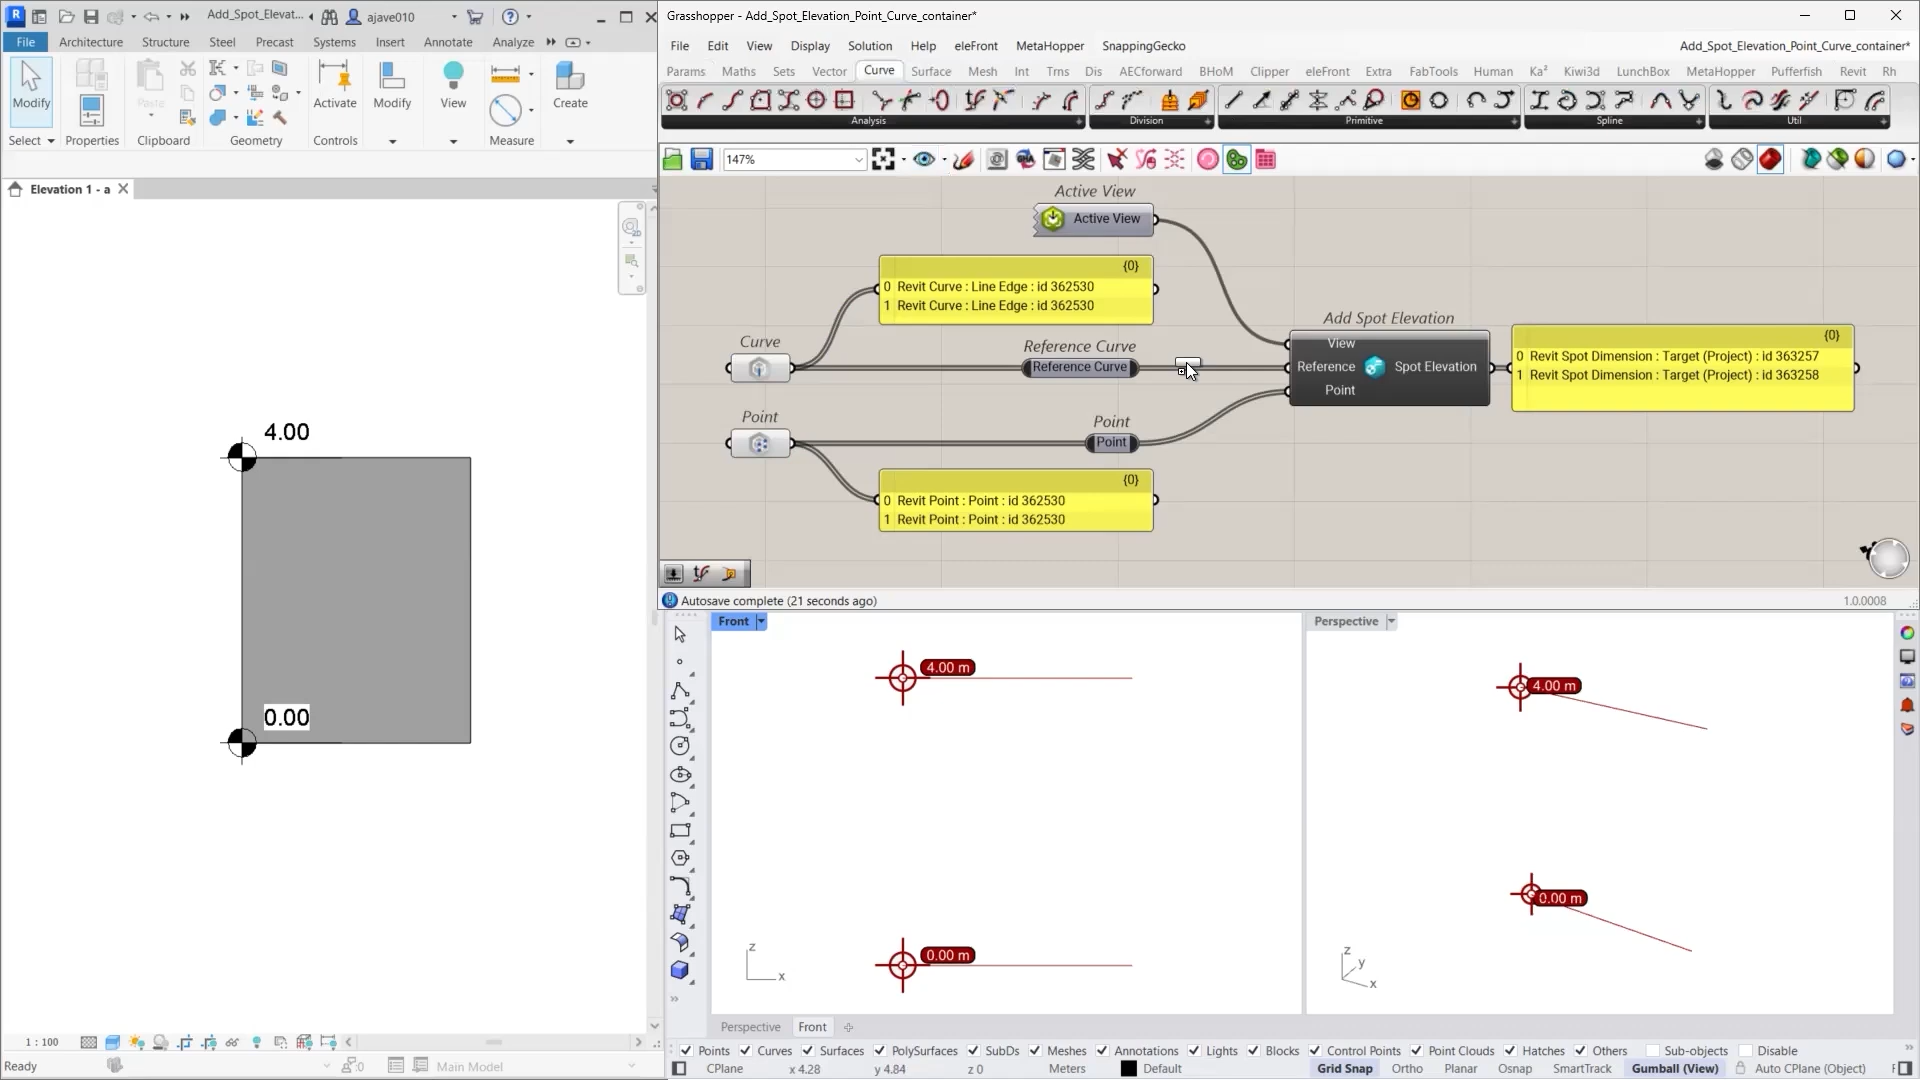 Add_Spot_Elevat...
ajave010
File
Architecture
Structure
Steel
Precast
Systems
Insert
Annotate
Analyze
Modify
Properties
Paste
Activate
Modify
View
Create
Select
Clipboard
Geometry
Controls
Measure
Elevation 1 - a
4.00
0.00
1 : 100
Ready
Main Model
Grasshopper - Add_Spot_Elevation_Point_Curve_container*
File Edit View Display Solution Help eleFront MetaHopper SnappingGecko
Add_Spot_Elevation_Point_Curve_container*
Params Maths Sets Vector Curve Surface Mesh Int Trns Dis AECforward BHoM Clipper eleFront Extra FabTools Human Ka² Kiwi3d LunchBox MetaHopper Pufferfish Revit Rh
Analysis
Division
Primitive
Spline
Util
147%
Active View
Active View
{0}
0 Revit Curve : Line Edge : id 362530
1 Revit Curve : Line Edge : id 362530
Curve
Reference Curve
Reference Curve
Add Spot Elevation
View
Reference
Point
Spot Elevation
{0}
0 Revit Spot Dimension : Target (Project) : id 363257
1 Revit Spot Dimension : Target (Project) : id 363258
Point
Point
Point
{0}
0 Revit Point : Point : id 362530
1 Revit Point : Point : id 362530
Autosave complete (21 seconds ago)
1.0.0008
Front
4.00 m
0.00 m
z
x
Perspective
4.00 m
0.00 m
z
y
x
Perspective Front
Points Curves Surfaces PolySurfaces SubDs Meshes Annotations Lights Blocks Control Points Point Clouds Hatches Others Sub-objects Disable
CPlane x 4.28 y 4.84 z 0 Meters Default Grid Snap Ortho Planar Osnap SmartTrack Gumball (View) Auto CPlane (Object)